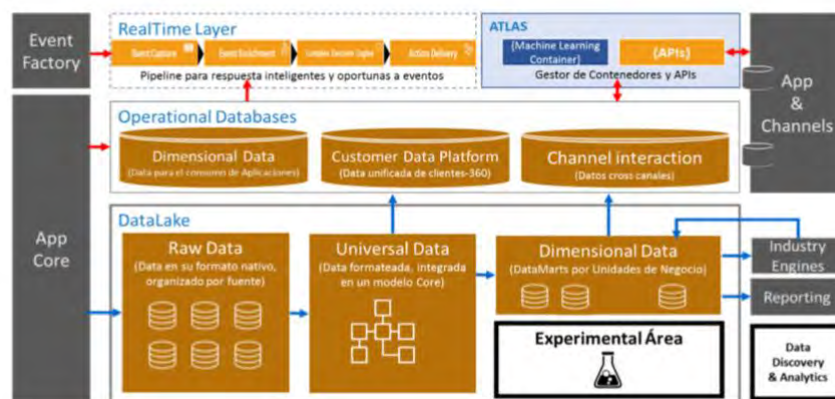 Event
Factory
RealTime Layer
Event Capture
Event Enrichment
Complex Decision Engine
Action Delivery
Pipeline para respuesta inteligentes y oportunas a eventos
ATLAS
(Machine Learning
Container)
(APIs)
Gestor de Contenedores y APIs
App
&
Channels
Operational Databases
Dimensional Data
(Data para el consumo de Aplicaciones)
Customer Data Platform
(Data unificada de clientes-360)
Channel interaction
(Datos cross canales)
App
Core
DataLake
Raw Data
(Data en su formato nativo,
organizado por fuente)
Universal Data
(Data formateada, integrada
en un modelo Core)
Dimensional Data
(DataMarts por Unidades de Negocio)
Industry
Engines
Reporting
Experimental Área
Data
Discovery
& Analytics